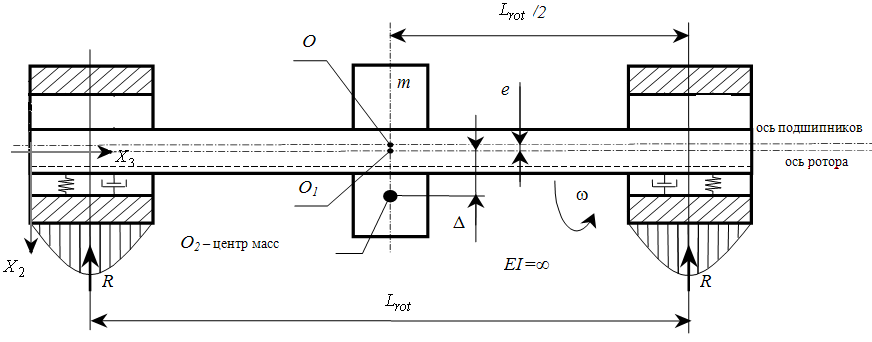 L_rot /2
O
m
e
ось подшипников
X_3
ось ротора
O_1
ω
Δ
O_2 – центр масс
X_2
R
EI=∞
R
L_rot